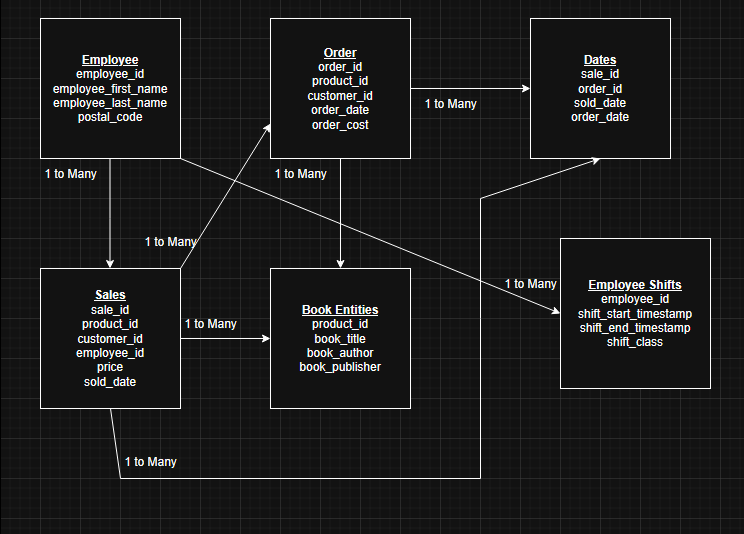 Employee
employee_id
employee_first_name
employee_last_name
postal_code
Order
order_id
product_id
customer_id
order_date
order_cost
Dates
sale_id
order_id
sold_date
order_date
1 to Many
1 to Many
1 to Many
1 to Many
1 to Many
Sales
sale_id
product_id
customer_id
employee_id
price
sold_date
1 to Many
Book Entities
product_id
book_title
book_author
book_publisher
Employee Shifts
employee_id
shift_start_timestamp
shift_end_timestamp
shift_class
1 to Many